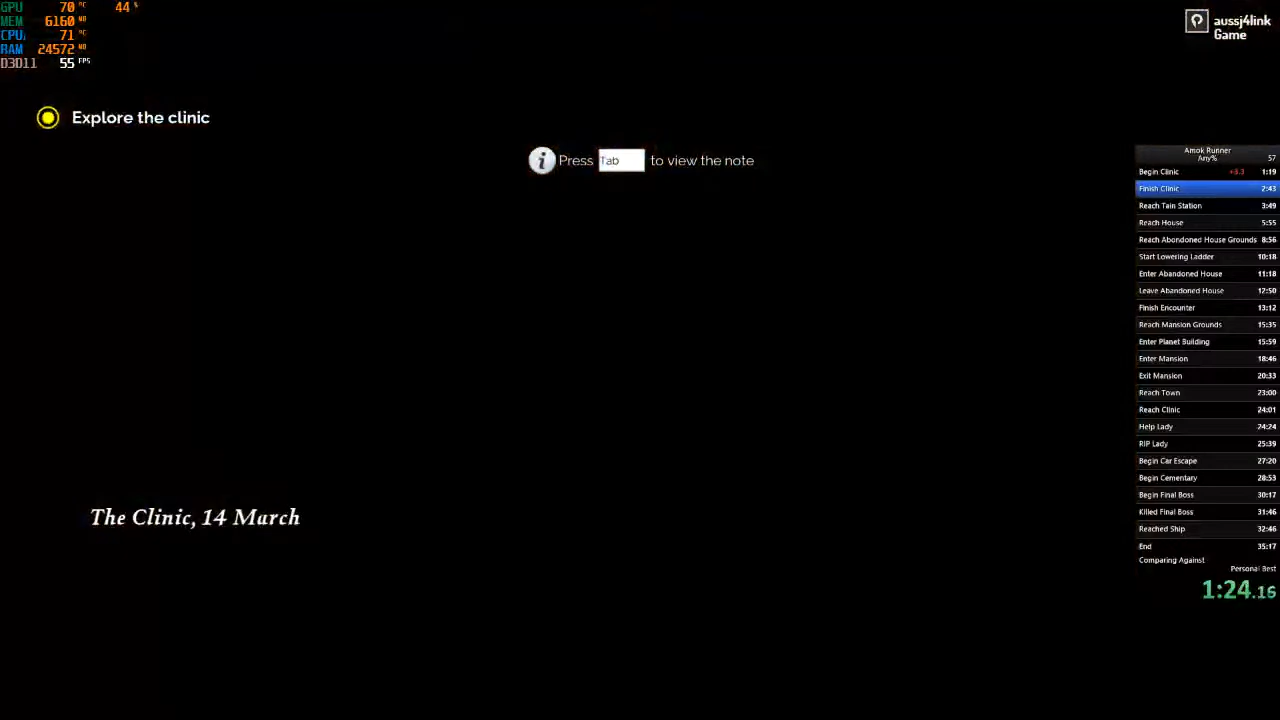 GPU 70 °C 44 %
MEM 6160 MB
CPU 71 °C
RAM 24572 MB
D3D11 55 FPS
aussj4link
Game
Explore the clinic
Press Tab to view the note
The Clinic, 14 March
Amok Runner
Any% 57
Begin Clinic +3.3 1:19
Finish Clinic 2:43
Reach Tain Station 3:49
Reach House 5:55
Reach Abondoned House Grounds 8:56
Start Lowering Ladder 10:18
Enter Abandoned House 11:18
Leave Abandoned House 12:50
Finish Encounter 13:12
Reach Mansion Grounds 15:35
Enter Planet Building 15:59
Enter Mansion 18:46
Exit Mansion 20:33
Reach Town 23:00
Reach Clinic 24:01
Help Lady 24:24
RIP Lady 25:39
Begin Car Escape 27:20
Begin Cementary 28:53
Begin Final Boss 30:17
Killed Final Boss 31:46
Reached Ship 32:46
End 35:17
Comparing Against
Personal Best
1:24.16